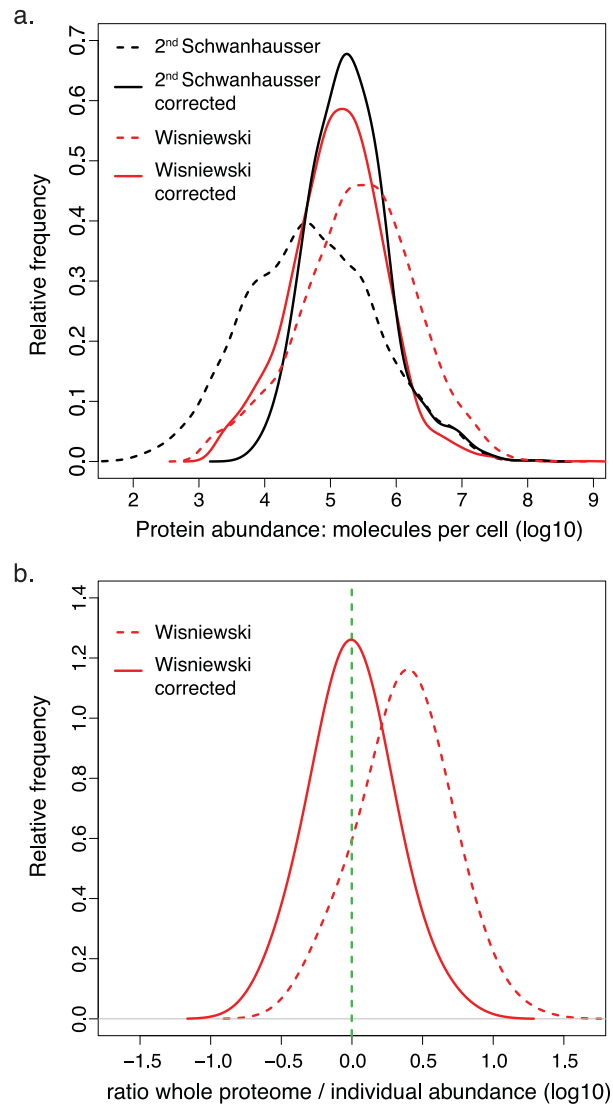 a.
0.7
0.6
0.5
0.4
0.3
0.2
0.1
0.0
Relative frequency
2nd Schwanhausser
2nd Schwanhausser
corrected
Wisniewski
Wisniewski
corrected
2 3 4 5 6 7 8 9
Protein abundance: molecules per cell (log10)
b.
1.4
1.2
1.0
0.8
0.6
0.4
0.2
0.0
Relative frequency
Wisniewski
Wisniewski
corrected
−1.5 −1.0 −0.5 0.0 0.5 1.0 1.5
ratio whole proteome / individual abundance (log10)